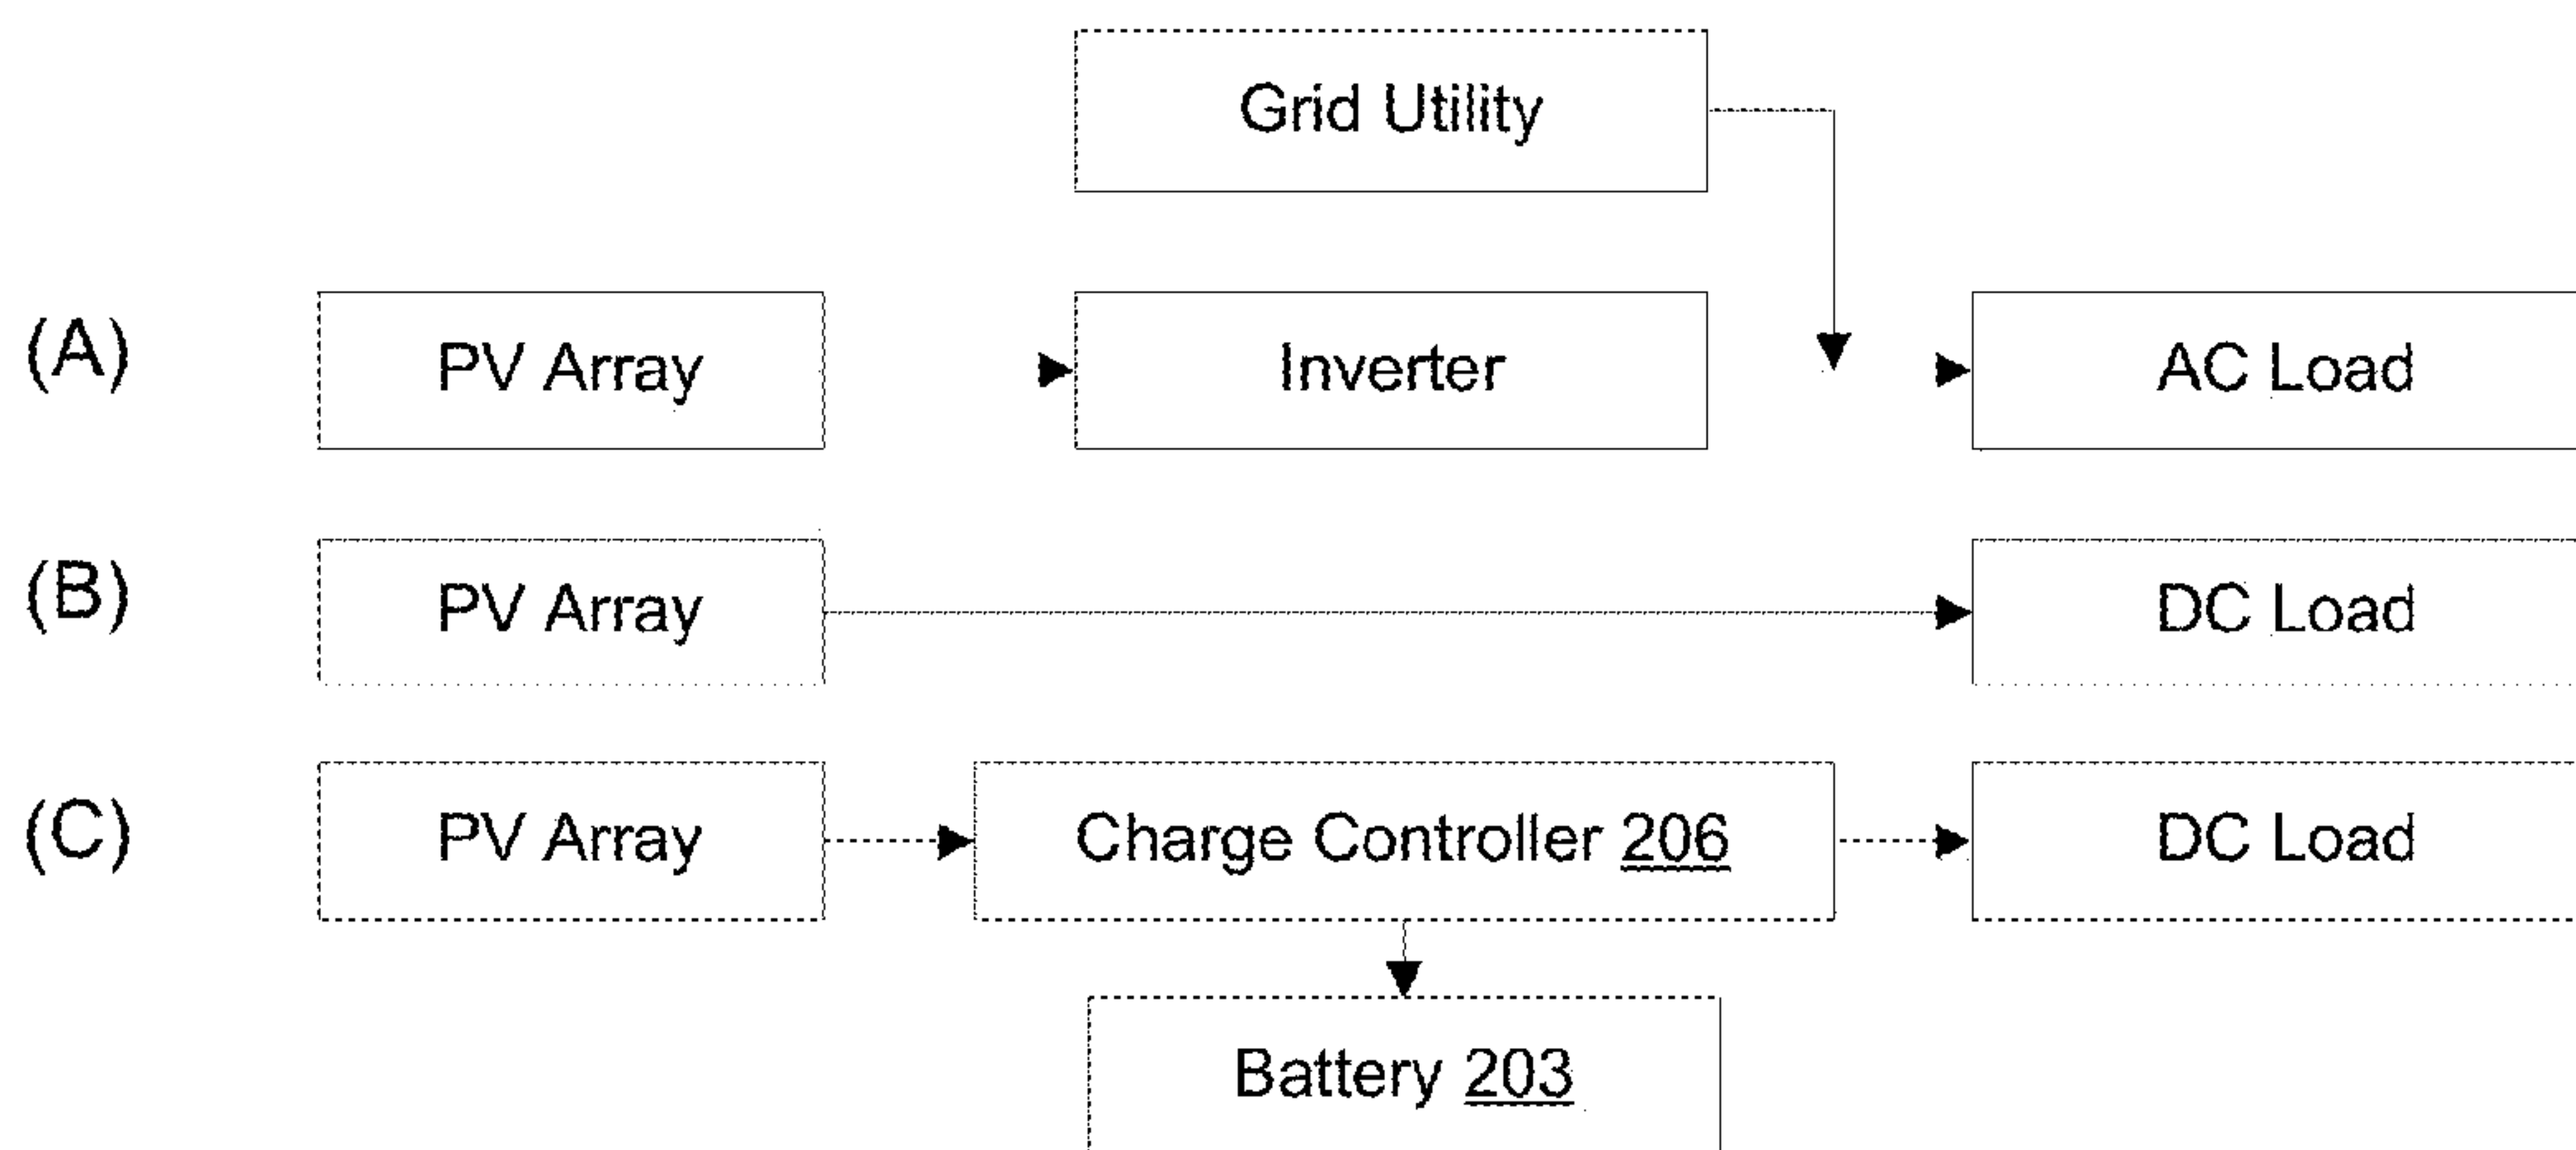 Grid Utility
(A) PV Array Inverter AC Load
(B) PV Array DC Load
(C) PV Array Charge Controller 206 DC Load
Battery 203